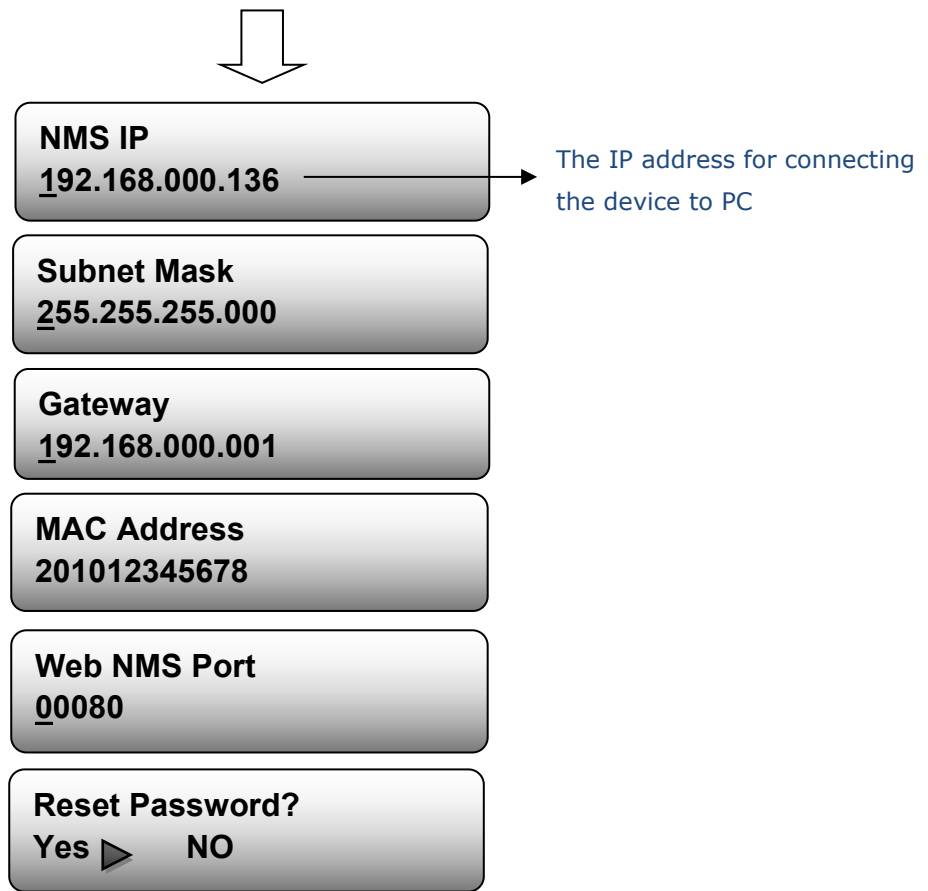 NMS IP
192.168.000.136
The IP address for connecting
the device to PC
Subnet Mask
255.255.255.000
Gateway
192.168.000.001
MAC Address
201012345678
Web NMS Port
00080
Reset Password?
Yes NO